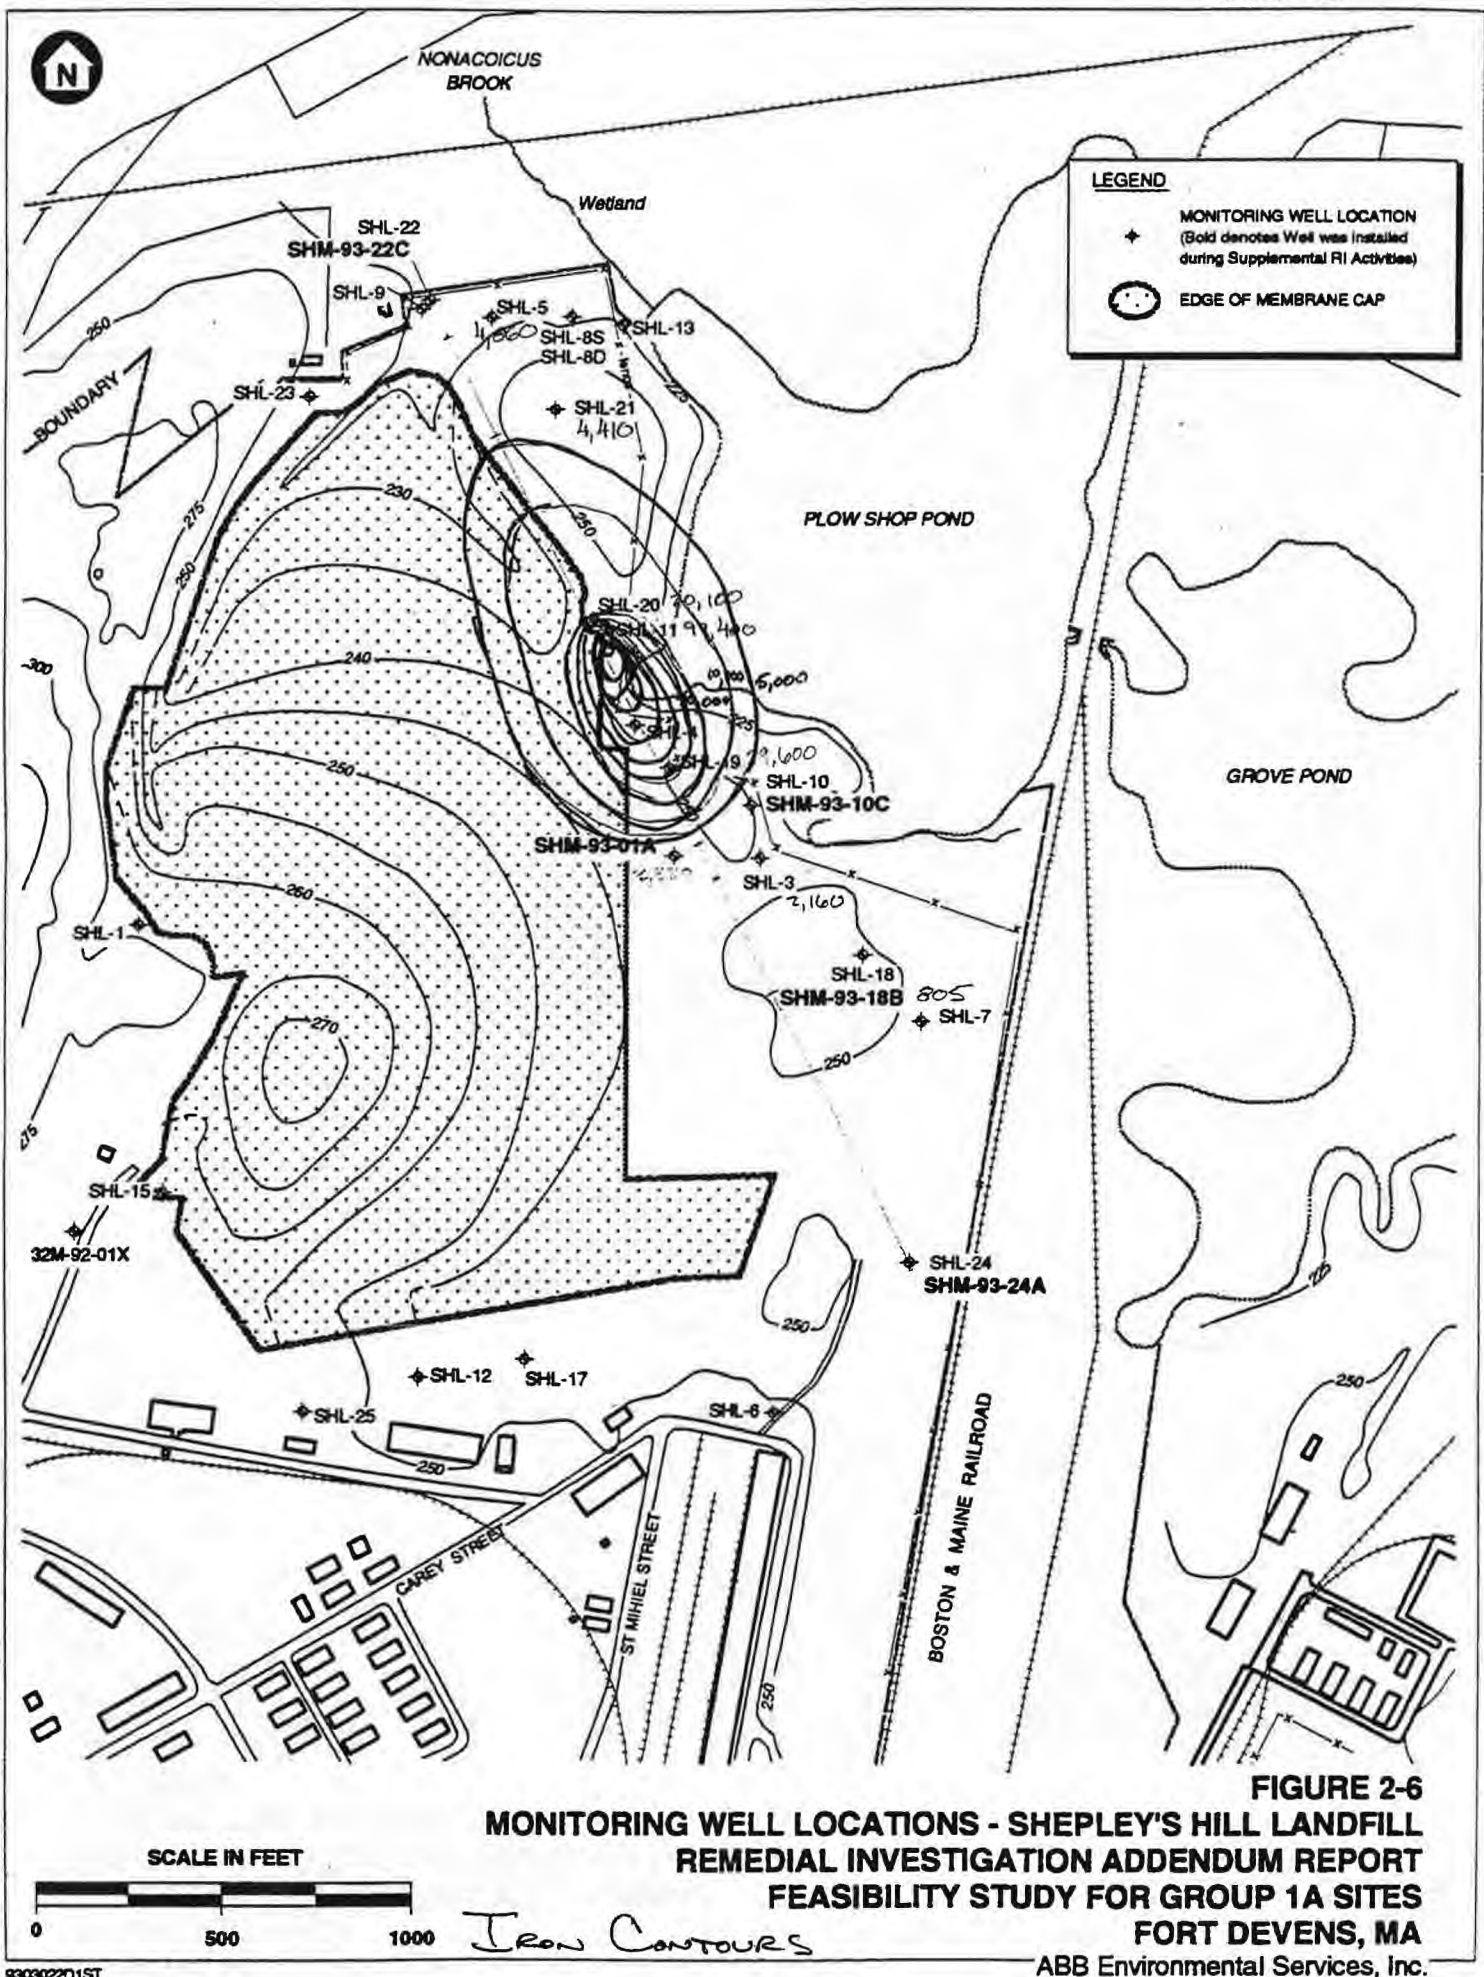 N
NONACOICUS
BROOK
Wetland
LEGEND
MONITORING WELL LOCATION
(Bold denotes Well was installed
during Supplemental RI Activities)
EDGE OF MEMBRANE CAP
SHL-22
SHM-93-22C
SHL-9
SHL-5
SHL-8S
SHL-8D
SHL-13
250
BOUNDARY
SHL-23
225
SHL-21
4,410
275
230
250
PLOW SHOP POND
250
SHL-20
SHL-11
300
240
5,000
225
SHL-4
SHL-19
250
SHL-10
SHM-93-10C
GROVE POND
SHM-93-01A
SHL-3
2,160
260
SHL-1
SHL-18
SHM-93-18B 805
SHL-7
270
250
275
SHL-15
32M-92-01X
SHL-24
SHM-93-24A
225
250
SHL-12
SHL-17
250
SHL-25
SHL-6
250
CAREY STREET
ST MIHIEL STREET
BOSTON & MAINE RAILROAD
250
FIGURE 2-6
MONITORING WELL LOCATIONS - SHEPLEY'S HILL LANDFILL
REMEDIAL INVESTIGATION ADDENDUM REPORT
FEASIBILITY STUDY FOR GROUP 1A SITES
FORT DEVENS, MA
ABB Environmental Services, Inc.
SCALE IN FEET
0 500 1000
IRON CONTOURS
9303022D1ST